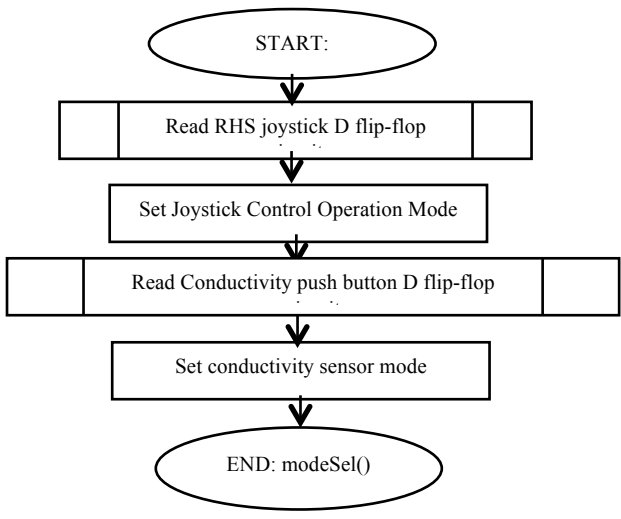 START:
Read RHS joystick D flip-flop
Set Joystick Control Operation Mode
Read Conductivity push button D flip-flop
Set conductivity sensor mode
END: modeSel()